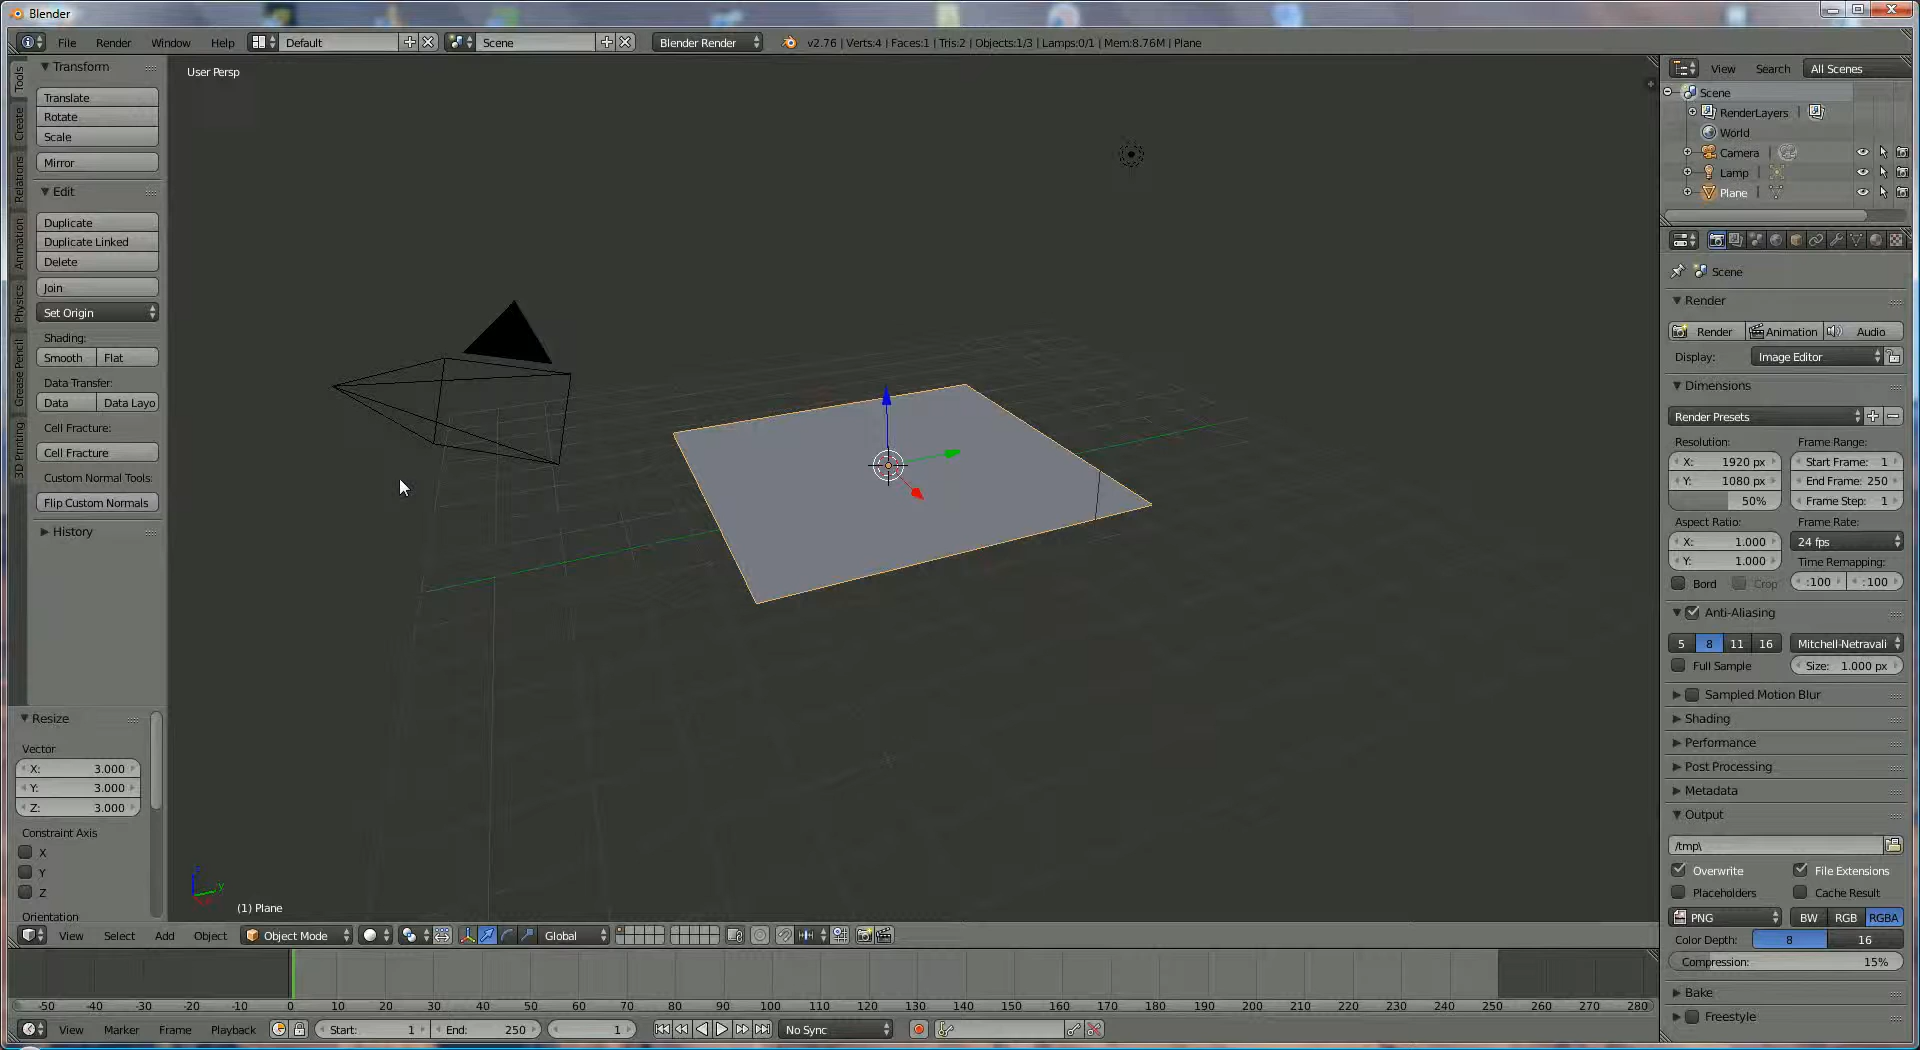 Blender
File Render Window Help Default Scene Blender Render v2.76 | Verts:4 | Faces:1 | Tris:2 | Objects:1/3 | Lamps:0/1 | Mem:8.76M | Plane
Tools
Create
Relations
Animation
Physics
Grease Pencil
3D Printing
Transform
Translate
Rotate
Scale
Mirror
Edit
Duplicate
Duplicate Linked
Delete
Join
Set Origin
Shading:
Smooth Flat
Data Transfer:
Data Data Layo
Cell Fracture:
Cell Fracture
Custom Normal Tools:
Flip Custom Normals
History
Resize
Vector
X: 3.000
Y: 3.000
Z: 3.000
Constraint Axis
X
Y
Z
Orientation
User Persp
(1) Plane
View Select Add Object Object Mode Global
-50 -40 -30 -20 -10 0 10 20 30 40 50 60 70 80 90 100 110 120 130 140 150 160 170 180 190 200 210 220 230 240 250 260 270 280
View Marker Frame Playback Start: 1 End: 250 1 No Sync
View Search All Scenes
Scene
RenderLayers
World
Camera
Lamp
Plane
Scene
Render
Render Animation Audio
Display: Image Editor
Dimensions
Render Presets
Resolution: Frame Range:
X: 1920 px Start Frame: 1
Y: 1080 px End Frame: 250
50% Frame Step: 1
Aspect Ratio: Frame Rate:
X: 1.000 24 fps
Y: 1.000 Time Remapping:
Bord Crop :100 :100
Anti-Aliasing
5 8 11 16 Mitchell-Netravali
Full Sample Size: 1.000 px
Sampled Motion Blur
Shading
Performance
Post Processing
Metadata
Output
/tmp\
Overwrite File Extensions
Placeholders Cache Result
PNG BW RGB RGBA
Color Depth: 8 16
Compression: 15%
Bake
Freestyle